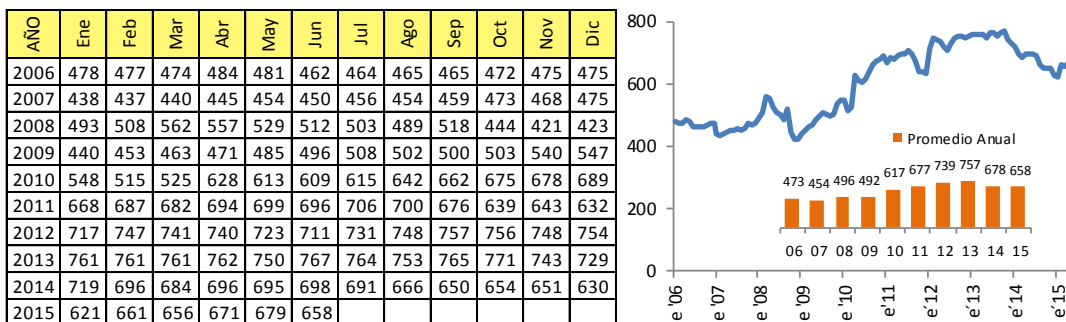 AÑO Ene Feb Mar Abr May Jun Jul Ago Sep Oct Nov Dic
2006 478 477 474 484 481 462 464 465 465 472 475 475
2007 438 437 440 445 454 450 456 454 459 473 468 475
2008 493 508 562 557 529 512 503 489 518 444 421 423
2009 440 453 463 471 485 496 508 502 500 503 540 547
2010 548 515 525 628 613 609 615 642 662 675 678 689
2011 668 687 682 694 699 696 706 700 676 639 643 632
2012 717 747 741 740 723 711 731 748 757 756 748 754
2013 761 761 761 762 750 767 764 753 765 771 743 729
2014 719 696 684 696 695 698 691 666 650 654 651 630
2015 621 661 656 671 679 658
800
600
400
200
0
Promedio Anual
473 454 496 492 617 677 739 757 678 658
06 07 08 09 10 11 12 13 14 15
e '06 e '07 e '08 e '09 e '10 e '11 e'12 e'13 e'14 e'15